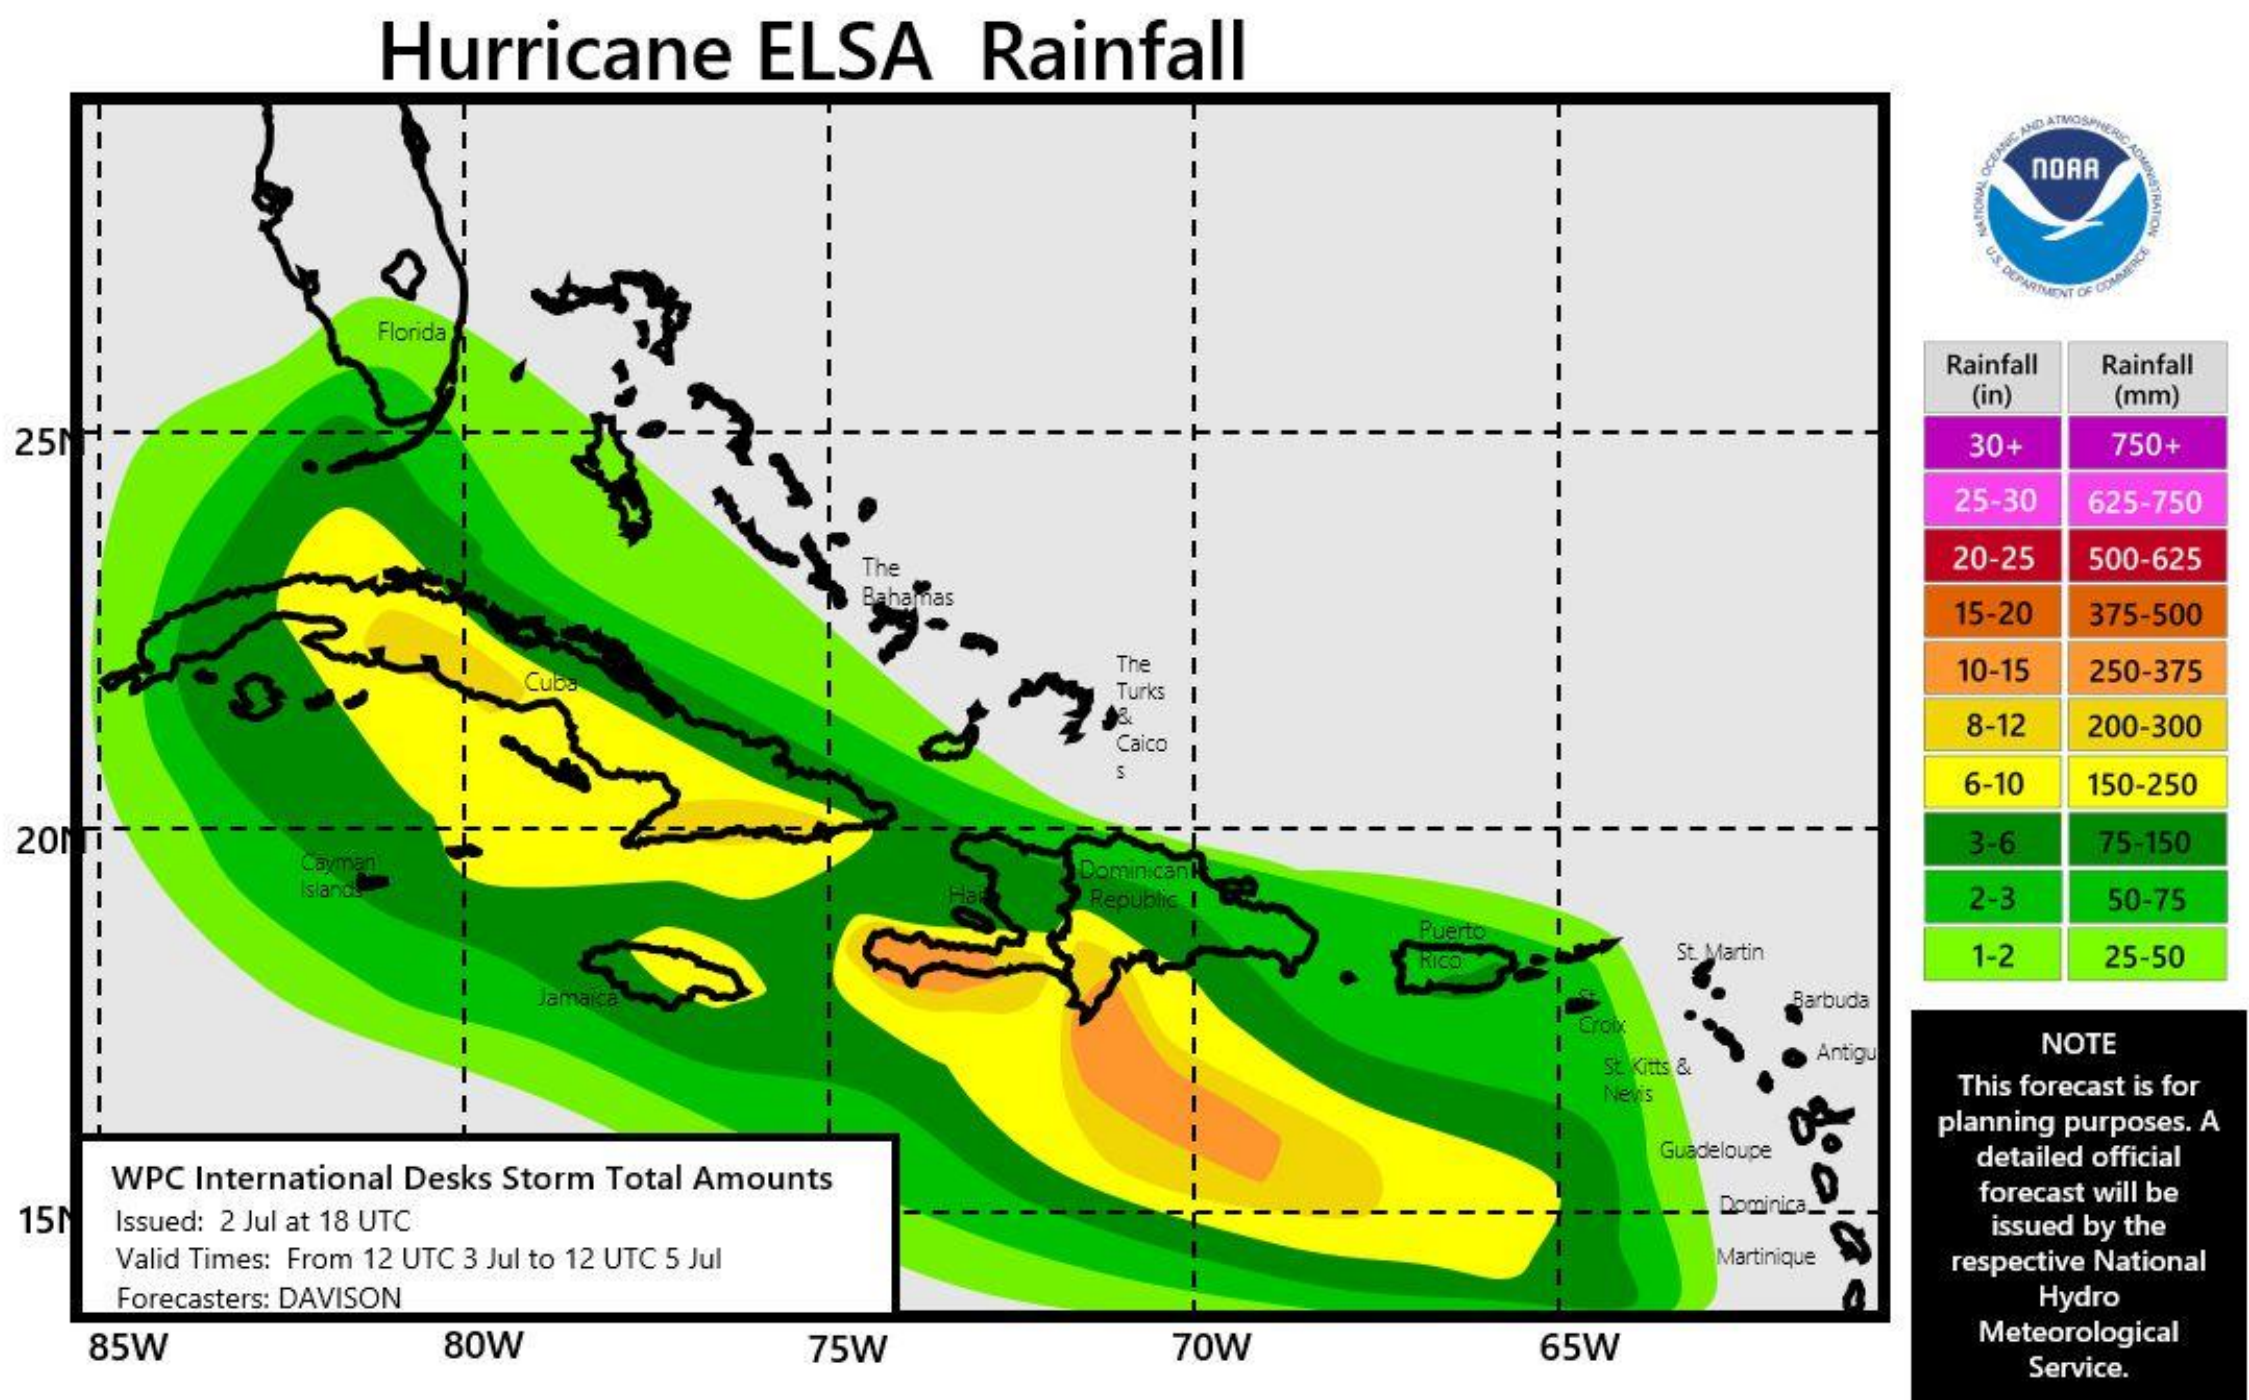 Hurricane ELSA Rainfall
NATIONAL OCEANIC AND ATMOSPHERIC ADMINISTRATION
NOAA
U.S. DEPARTMENT OF COMMERCE
Florida
25N
The
Bahamas
The
Turks
&
Caico
s
Cuba
20N
Cayman
Islands
Hai
Dominican
Republic
Jamaica
Puerto
Rico
St. Martin
St.
Croix
Barbuda
Antigu
St. Kitts &
Nevis
Guadeloupe
Dominica
15N
Martinique
WPC International Desks Storm Total Amounts
Issued: 2 Jul at 18 UTC
Valid Times: From 12 UTC 3 Jul to 12 UTC 5 Jul
Forecasters: DAVISON
85W 80W 75W 70W 65W
Rainfall (in) Rainfall (mm)
30+ 750+
25-30 625-750
20-25 500-625
15-20 375-500
10-15 250-375
8-12 200-300
6-10 150-250
3-6 75-150
2-3 50-75
1-2 25-50
NOTE
This forecast is for
planning purposes. A
detailed official
forecast will be
issued by the
respective National
Hydro
Meteorological
Service.